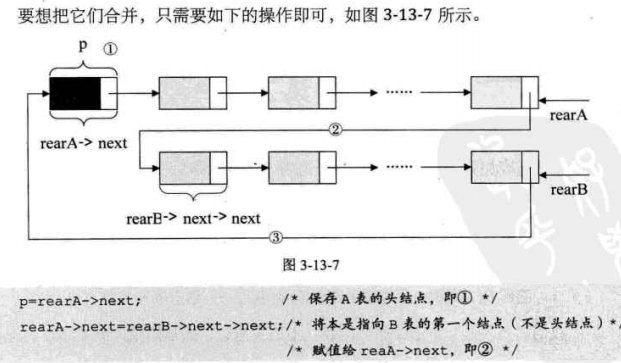 要想把它们合并，只需要如下的操作即可，如图 3-13-7 所示。
p ①
......
rearA
rearA-> next
②
......
rearB
rearB-> next-> next
③
图 3-13-7
p=rearA->next; /* 保存 A 表的头结点，即① */
rearA->next=rearB->next->next;/* 将本是指向 B 表的第一个结点（不是头结点）*/
/* 赋值给 reaA->next，即② */